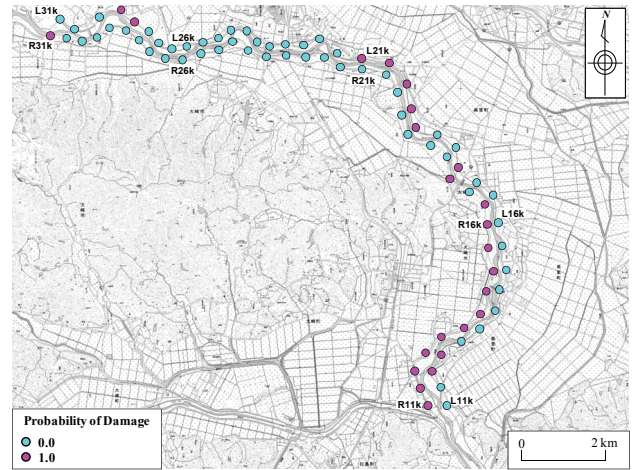 L31k
R31k
L26k
R26k
L21k
R21k
L16k
R16k
L11k
R11k
N
Probability of Damage
0.0
1.0
0
2 km